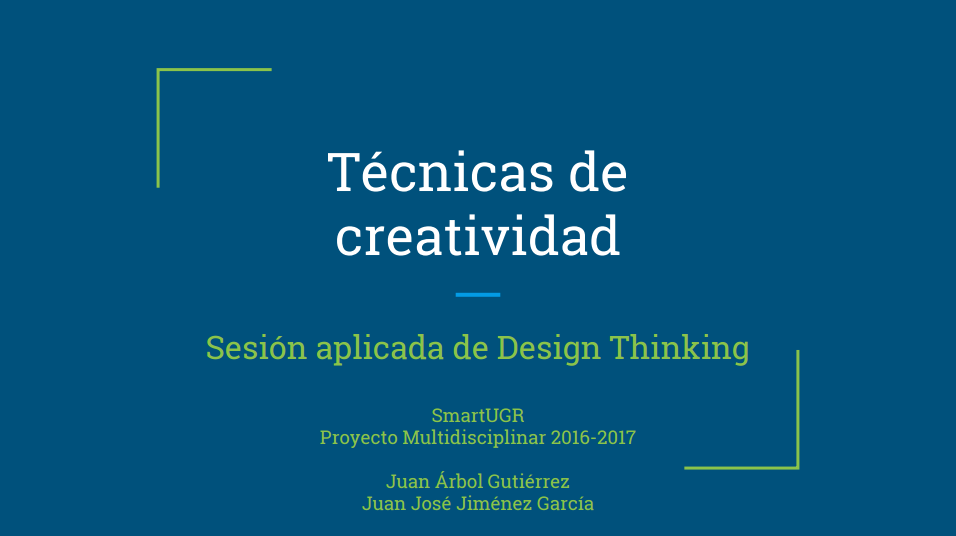 Técnicas de
creatividad
Sesión aplicada de Design Thinking
SmartUGR
Proyecto Multidisciplinar 2016-2017
Juan Árbol Gutiérrez
Juan José Jiménez García